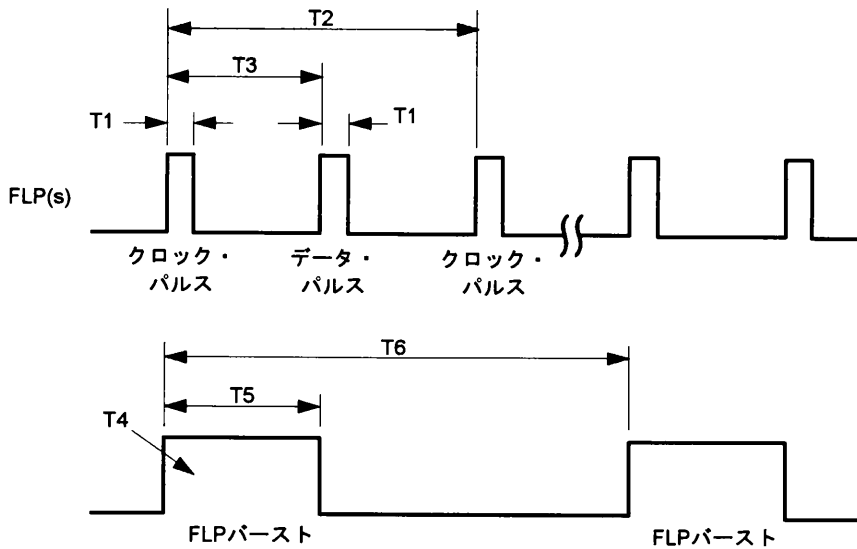 T2
T3
T1
T1
FLP(s)
クロック・
パルス
データ・
パルス
クロック・
パルス
T6
T5
T4
FLPバースト
FLPバースト